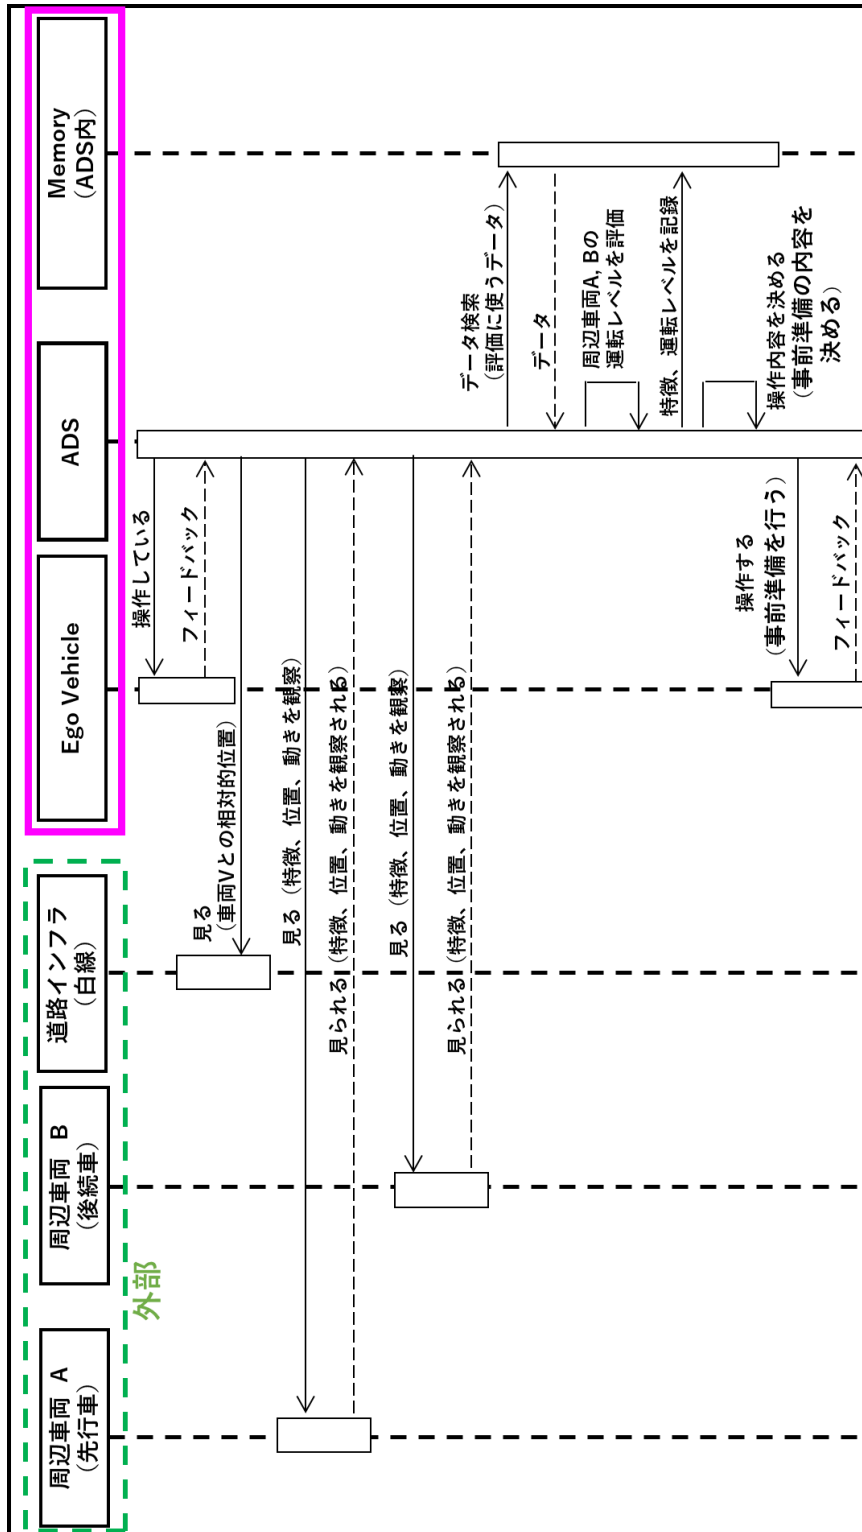 周辺車両 A
（先行車）
周辺車両 B
（後続車）
道路インフラ
（白線）
Ego Vehicle
ADS
Memory
（ADS内）
外部
操作している
フィードバック
見る
（車両Vとの相対的位置）
見る（特徴、位置、動きを観察）
見られる（特徴、位置、動きを観察される）
見る（特徴、位置、動きを観察）
見られる（特徴、位置、動きを観察される）
データ検索
（評価に使うデータ）
データ
周辺車両A, Bの
運転レベルを評価
特徴、運転レベルを記録
操作内容を決める
（事前準備の内容を
決める）
操作する
（事前準備を行う）
フィードバック